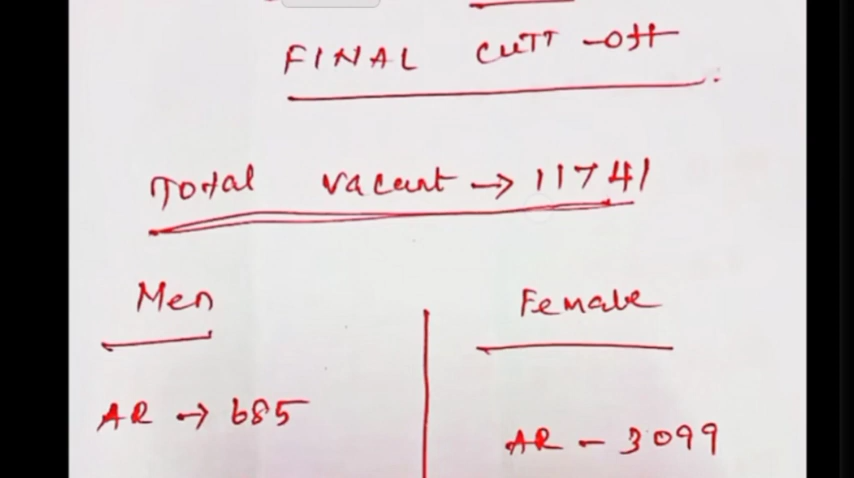 FINAL CUTT-off
Total vacant → 11741
Men
Female
AR → 685
AR - 3099